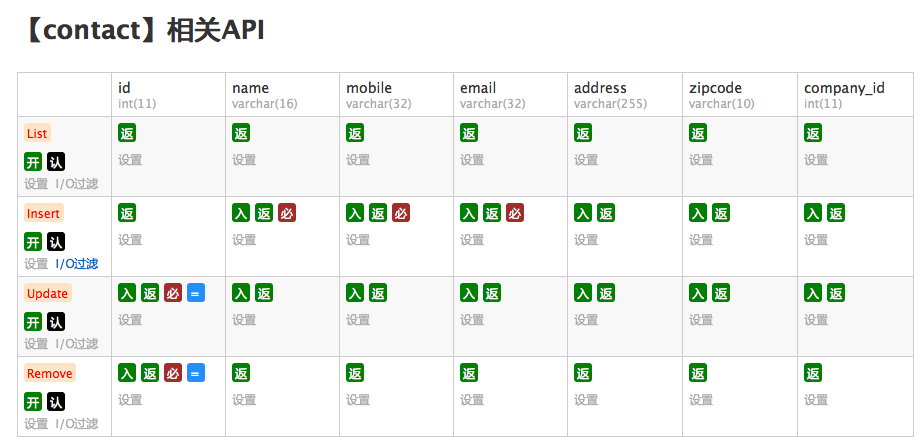 【contact】相关API
id name mobile email address zipcode company_id
int(11) varchar(16) varchar(32) varchar(32) varchar(255) varchar(10) int(11)
List 返 返 返 返 返 返 返
开 认 设置 设置 设置 设置 设置 设置 设置
设置 I/O过滤
Insert 返 入 返 必 入 返 必 入 返 必 入 返 入 返 入 返
开 认 设置 设置 设置 设置 设置 设置 设置
设置 I/O过滤
Update 入 返 必 = 入 返 入 返 入 返 入 返 入 返 入 返
开 认 设置 设置 设置 设置 设置 设置 设置
设置 I/O过滤
Remove 入 返 必 = 返 返 返 返 返 返
开 认 设置 设置 设置 设置 设置 设置 设置
设置 I/O过滤